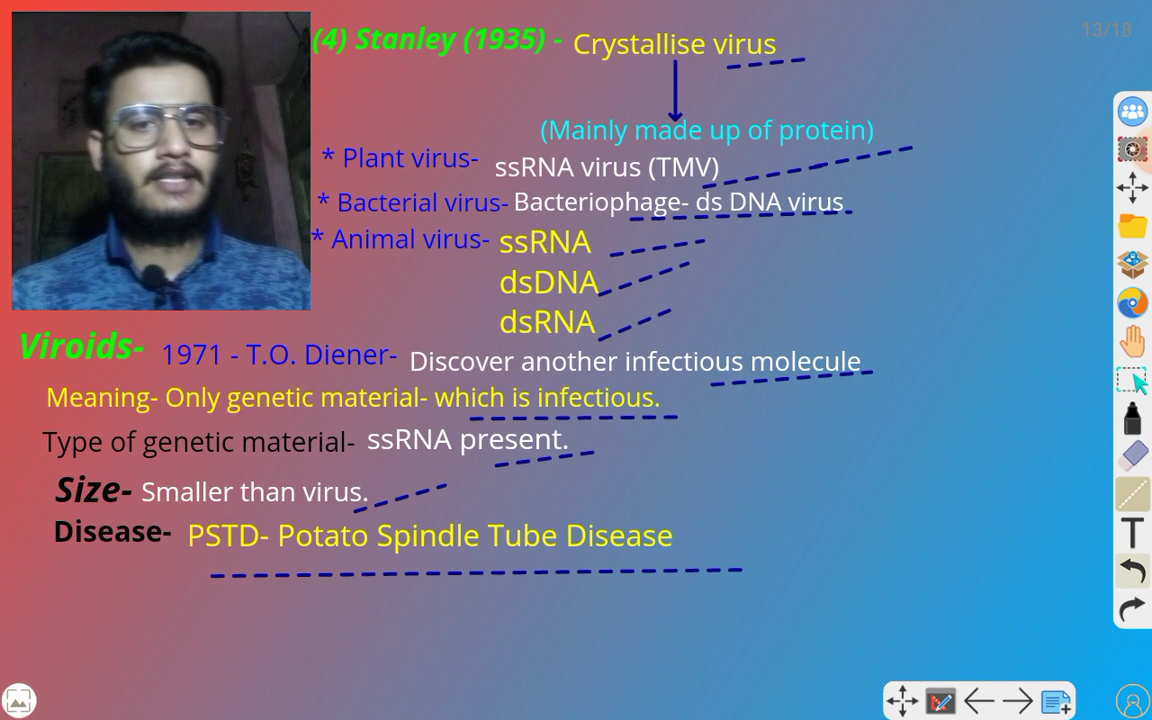 13/18
(4) Stanley (1935) - Crystallise virus
(Mainly made up of protein)
* Plant virus- ssRNA virus (TMV)
* Bacterial virus- Bacteriophage- ds DNA virus
* Animal virus- ssRNA
dsDNA
dsRNA
Viroids- 1971 - T.O. Diener- Discover another infectious molecule
Meaning- Only genetic material- which is infectious.
Type of genetic material- ssRNA present.
Size- Smaller than virus.
Disease- PSTD- Potato Spindle Tube Disease
T